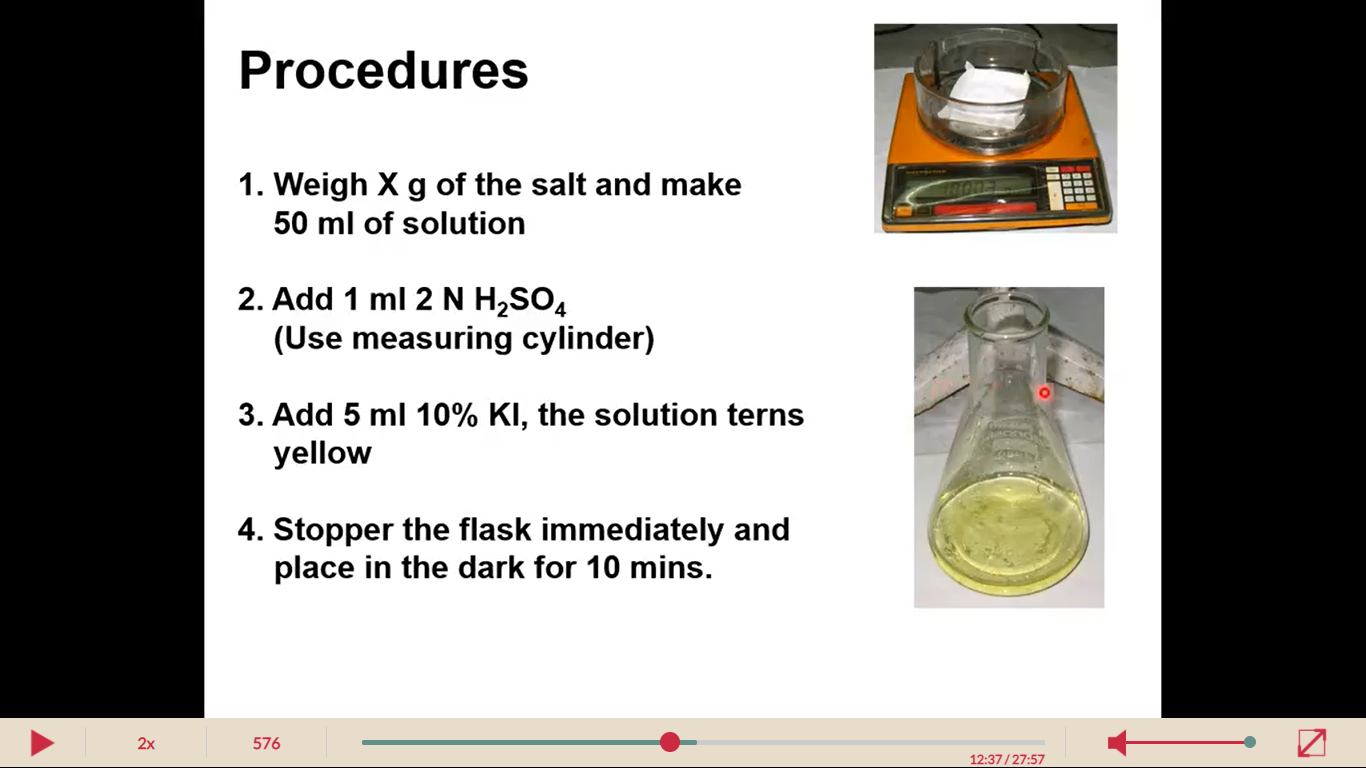 Procedures
1. Weigh X g of the salt and make
50 ml of solution
2. Add 1 ml 2 N H₂SO₄
(Use measuring cylinder)
3. Add 5 ml 10% KI, the solution terns
yellow
4. Stopper the flask immediately and
place in the dark for 10 mins.
2x
576
12:37 / 27:57